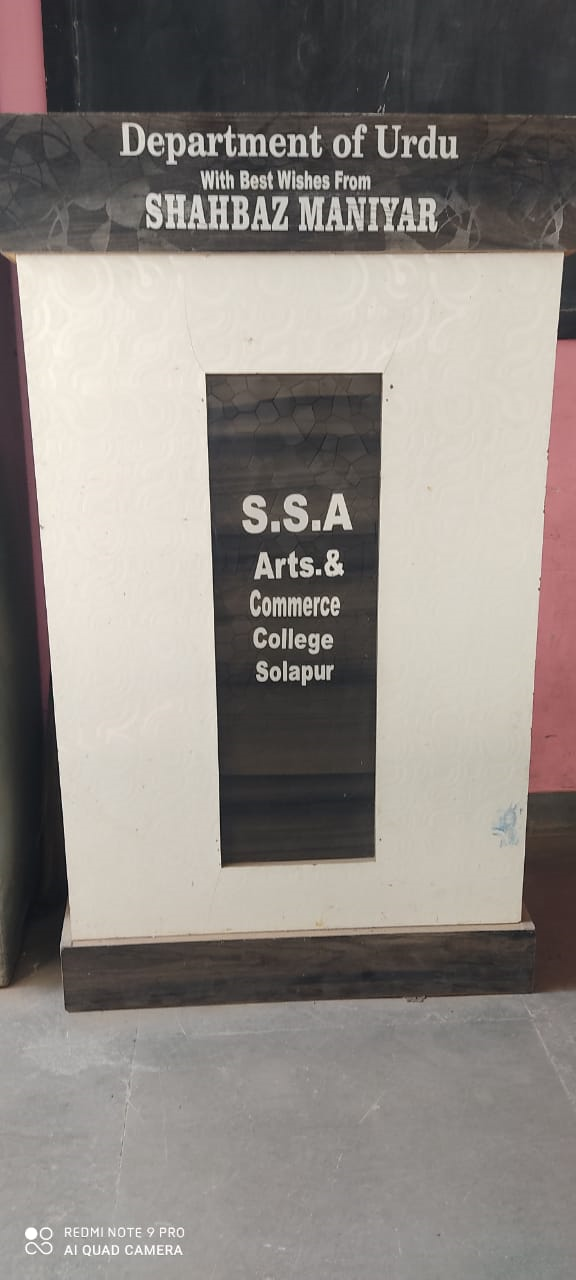 Department of Urdu
With Best Wishes From
SHAHBAZ MANIYAR
S.S.A
Arts.&
Commerce
College
Solapur
REDMI NOTE 9 PRO
AI QUAD CAMERA